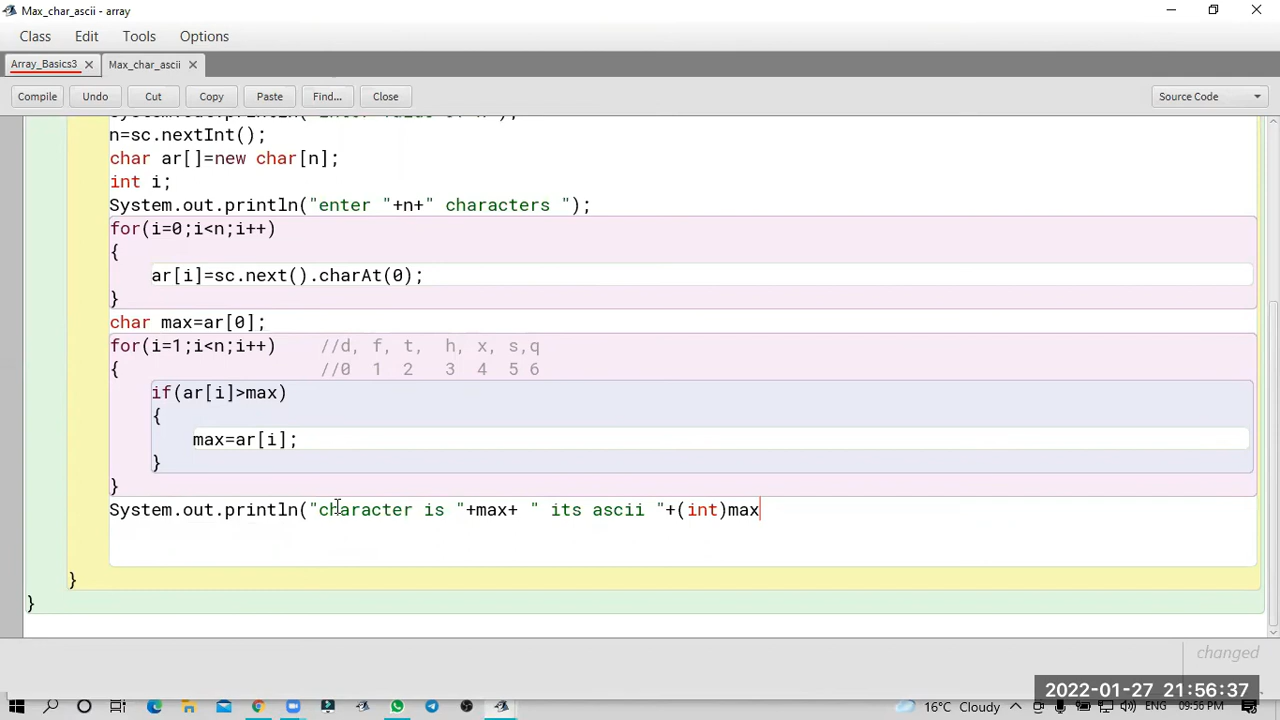 Max_char_ascii - array
Class Edit Tools Options
Array_Basics3 Max_char_ascii
Compile Undo Cut Copy Paste Find... Close Source Code
n=sc.nextInt();
char ar[]=new char[n];
int i;
System.out.println("enter "+n+" characters ");
for(i=0;i<n;i++)
{
ar[i]=sc.next().charAt(0);
}
char max=ar[0];
for(i=1;i<n;i++) //d, f, t, h, x, s,q
{ //0 1 2 3 4 5 6
if(ar[i]>max)
{
max=ar[i];
}
}
System.out.println("character is "+max+ " its ascii "+(int)max
}
}
changed
2022-01-27 21:56:37
16°C Cloudy ENG 09:56 PM